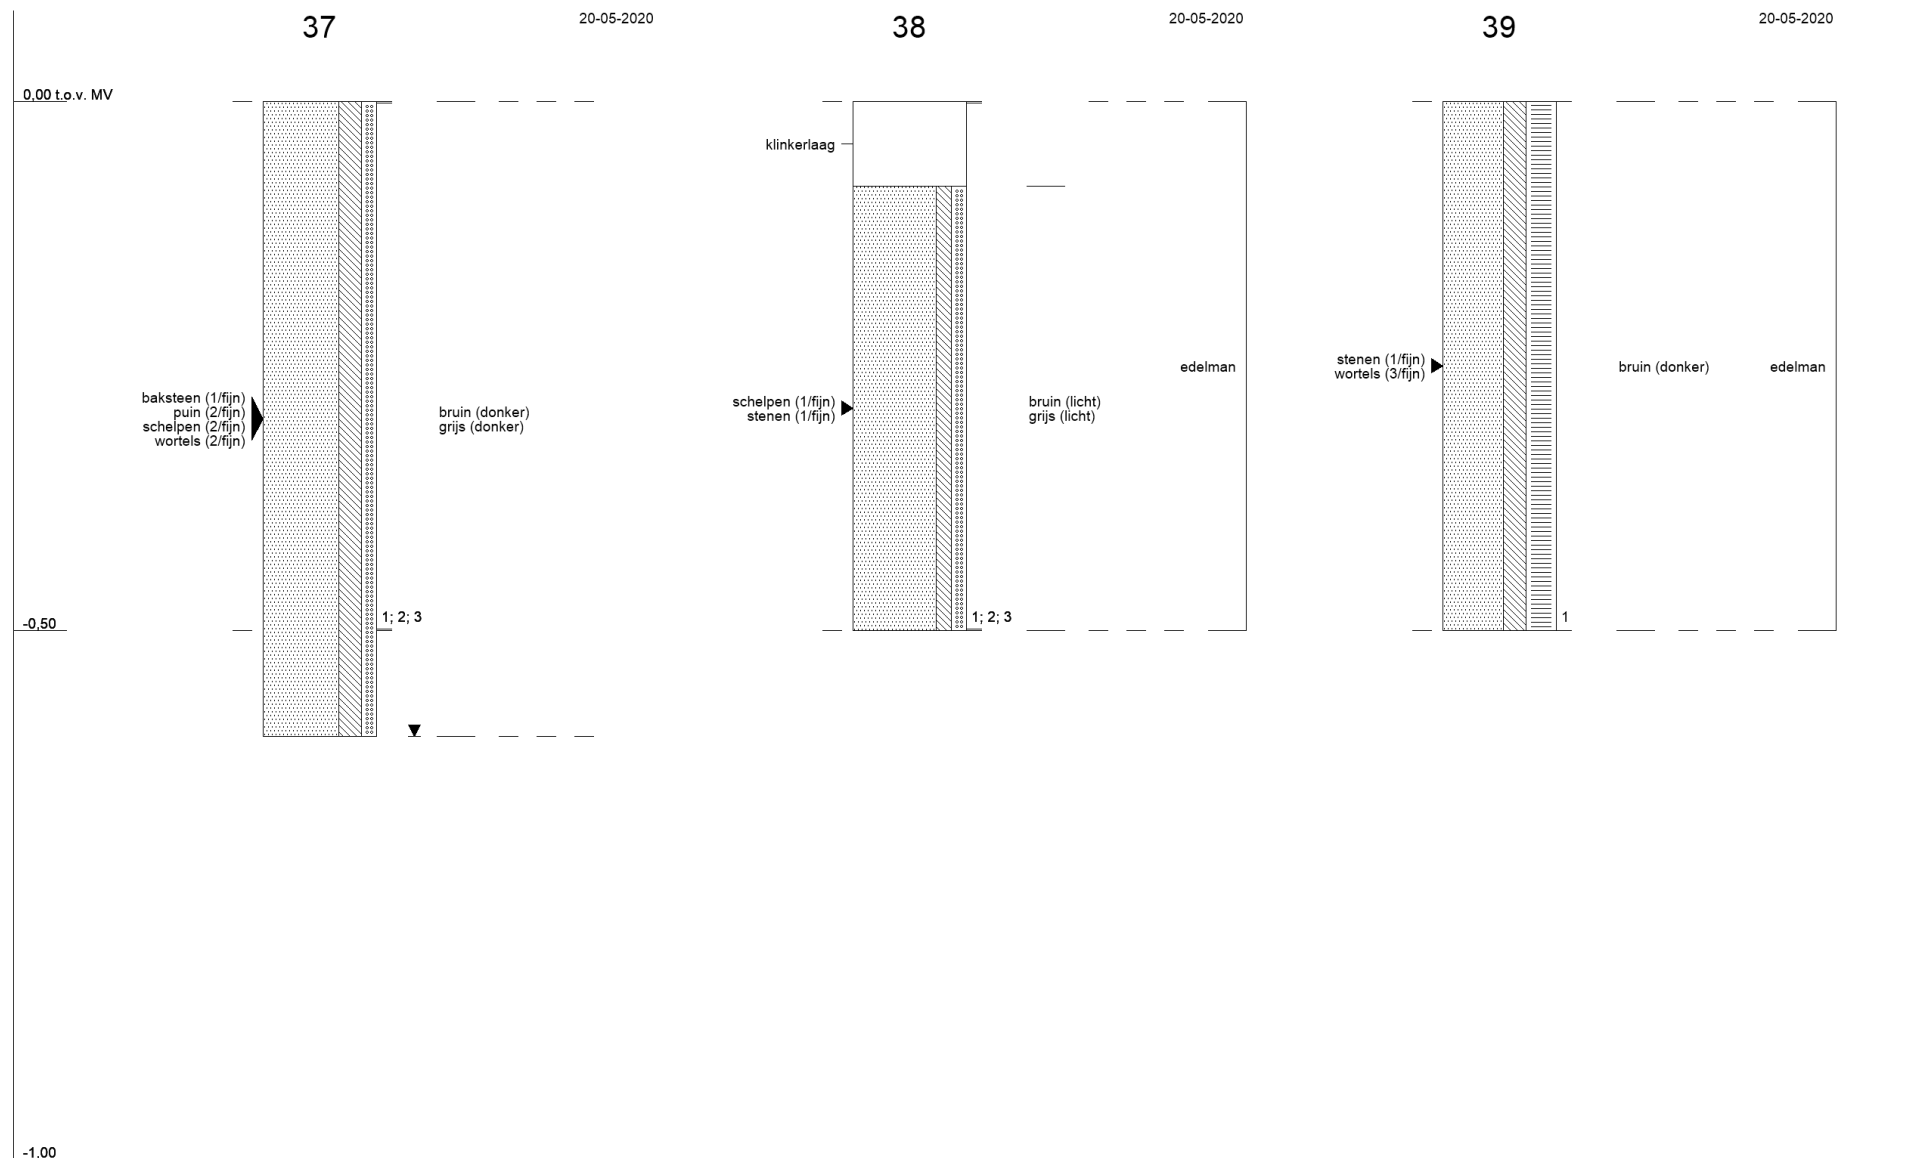 37
20-05-2020
38
20-05-2020
39
20-05-2020
0,00 t.o.v. MV
klinkerlaag
edelman
stenen (1/fijn)
wortels (3/fijn)
bruin (donker)
edelman
baksteen (1/fijn)
puin (2/fijn)
schelpen (2/fijn)
wortels (2/fijn)
bruin (donker)
grijs (donker)
schelpen (1/fijn)
stenen (1/fijn)
bruin (licht)
grijs (licht)
-0,50
1; 2; 3
1; 2; 3
1
-1.00